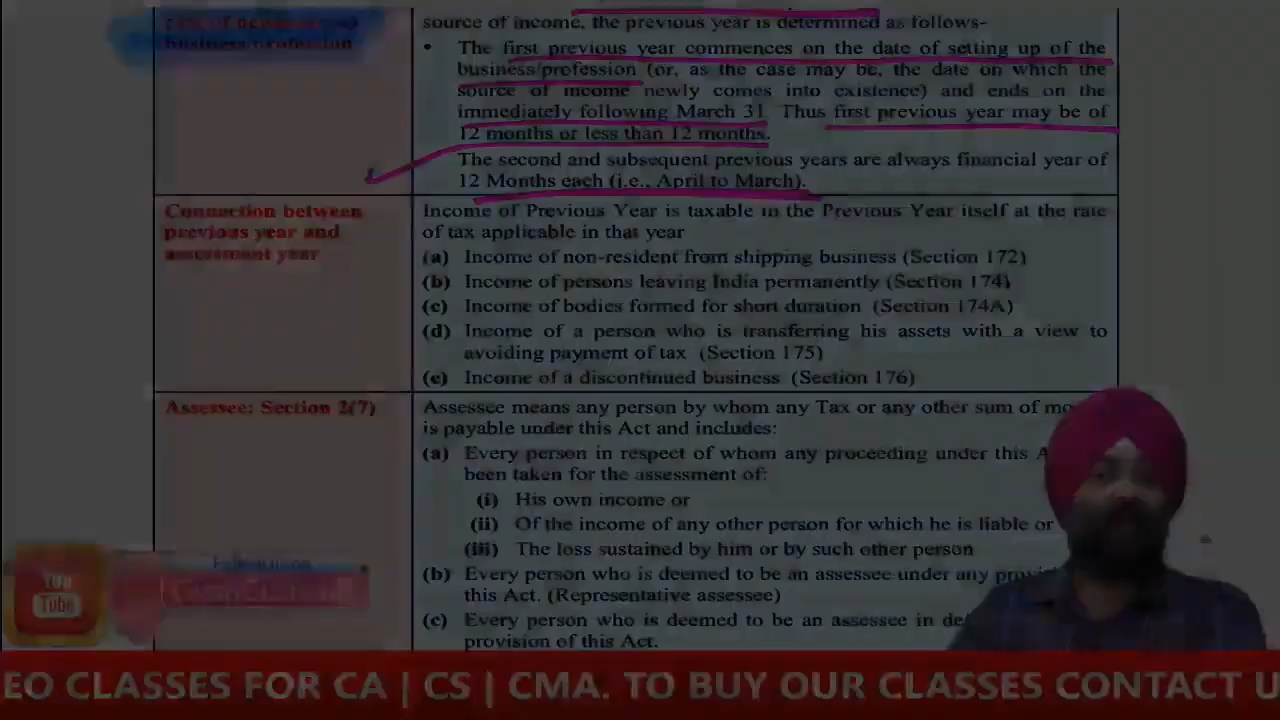 business/profession
source of income, the previous year is determined as follows-
• The first previous year commences on the date of setting up of the
business/profession (or, as the case may be, the date on which the
source of income newly comes into existence) and ends on the
immediately following March 31. Thus first previous year may be of
12 months or less than 12 months.
The second and subsequent previous years are always financial year of
12 Months each (i.e., April to March).
Connection between
previous year and
assessment year
Income of Previous Year is taxable in the Previous Year itself at the rate
of tax applicable in that year
(a) Income of non-resident from shipping business (Section 172)
(b) Income of persons leaving India permanently (Section 174)
(c) Income of bodies formed for short duration (Section 174A)
(d) Income of a person who is transferring his assets with a view to
avoiding payment of tax (Section 175)
(e) Income of a discontinued business (Section 176)
Assessee: Section 2(7)
Assessee means any person by whom any Tax or any other sum of mo
is payable under this Act and includes:
(a) Every person in respect of whom any proceeding under this A
been taken for the assessment of:
(i) His own income or
(ii) Of the income of any other person for which he is liable or
(iii) The loss sustained by him or by such other person
(b) Every person who is deemed to be an assessee under any provi
this Act. (Representative assessee)
(c) Every person who is deemed to be an assessee in de
provision of this Act.
You
Tube
EO CLASSES FOR CA | CS | CMA. TO BUY OUR CLASSES CONTACT U